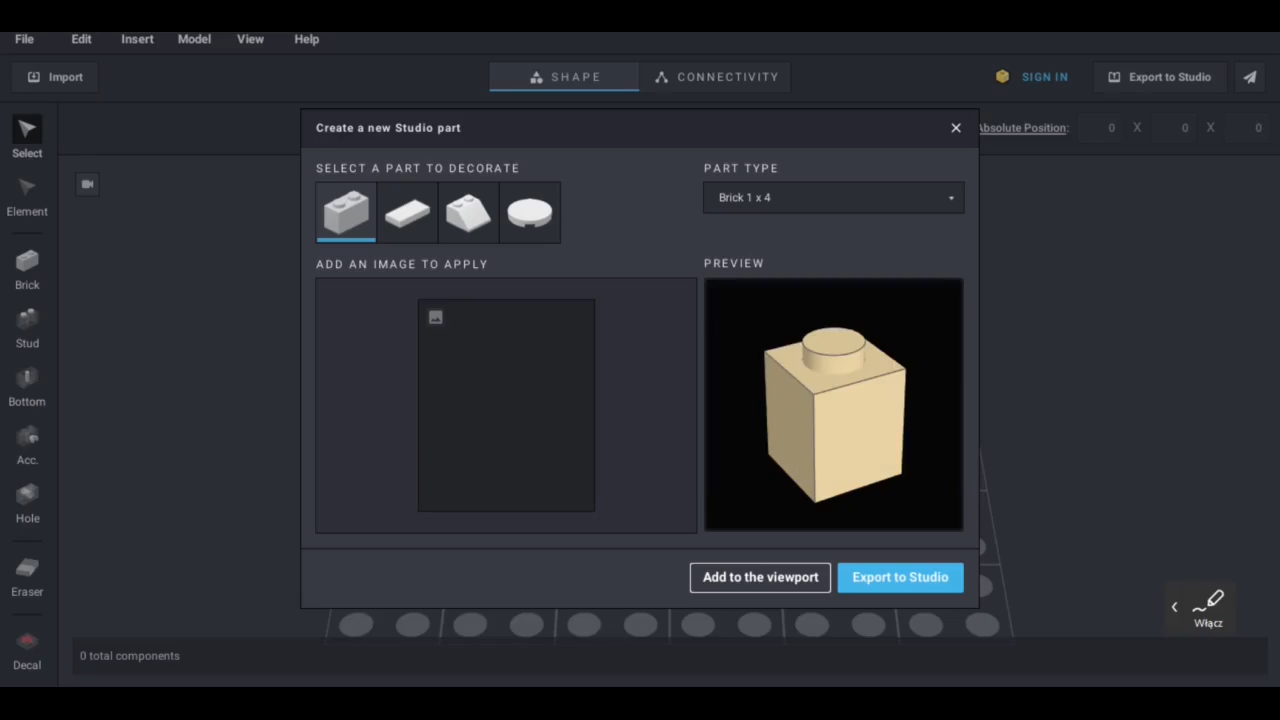 File Edit Insert Model View Help
Import SHAPE CONNECTIVITY SIGN IN Export to Studio
Create a new Studio part
Absolute Position: 0 X 0 X 0
Select
SELECT A PART TO DECORATE PART TYPE
Brick 1 x 4
Element
ADD AN IMAGE TO APPLY PREVIEW
Brick
Stud
Bottom
Acc.
Hole
Add to the viewport Export to Studio
Eraser
Włącz
0 total components
Decal